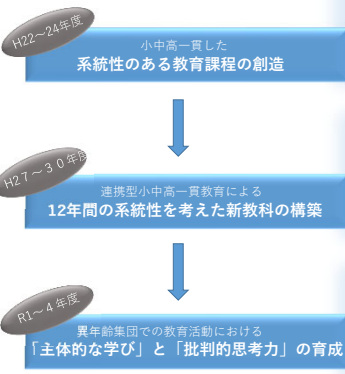 H22～24年度
小中高一貫した
系統性のある教育課程の創造
H27～３０年度
連携型小中高一貫教育による
12年間の系統性を考えた新教科の構築
R1～４年度
異年齢集団での教育活動における
「主体的な学び」と「批判的思考力」の育成